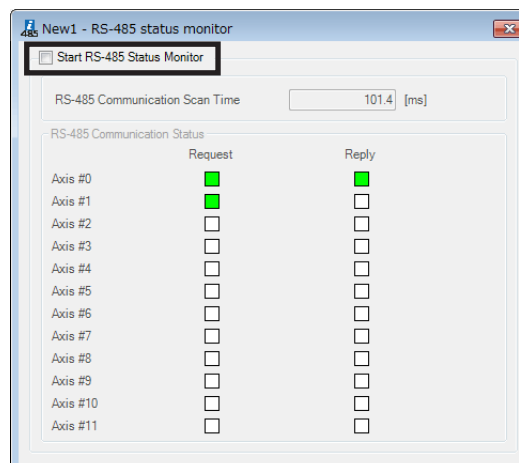 New1 - RS-485 status monitor
Start RS-485 Status Monitor
RS-485 Communication Scan Time 101.4 [ms]
RS-485 Communication Status
Request Reply
Axis #0
Axis #1
Axis #2
Axis #3
Axis #4
Axis #5
Axis #6
Axis #7
Axis #8
Axis #9
Axis #10
Axis #11